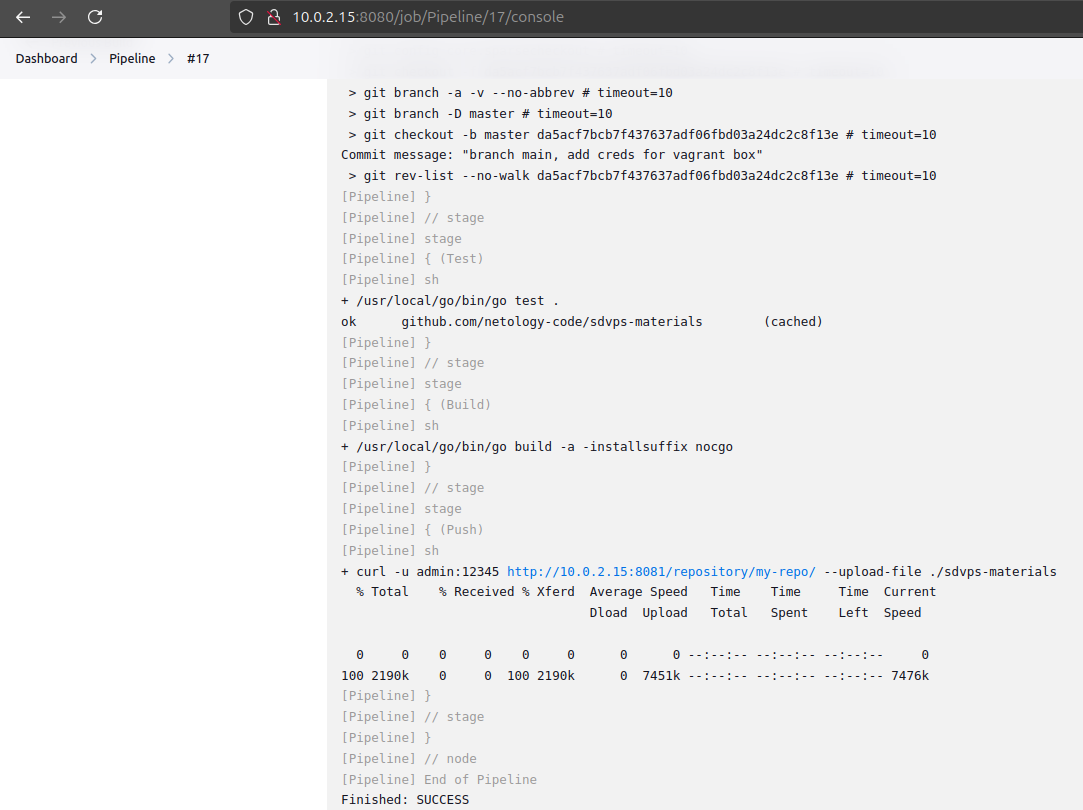 10.0.2.15:8080/job/Pipeline/17/console
Dashboard > Pipeline > #17
 > git branch -a -v --no-abbrev # timeout=10
 > git branch -D master # timeout=10
 > git checkout -b master da5acf7bcb7f437637adf06fbd03a24dc2c8f13e # timeout=10
Commit message: "branch main, add creds for vagrant box"
 > git rev-list --no-walk da5acf7bcb7f437637adf06fbd03a24dc2c8f13e # timeout=10
[Pipeline] }
[Pipeline] // stage
[Pipeline] stage
[Pipeline] { (Test)
[Pipeline] sh
+ /usr/local/go/bin/go test .
ok      github.com/netology-code/sdvps-materials        (cached)
[Pipeline] }
[Pipeline] // stage
[Pipeline] stage
[Pipeline] { (Build)
[Pipeline] sh
+ /usr/local/go/bin/go build -a -installsuffix nocgo
[Pipeline] }
[Pipeline] // stage
[Pipeline] stage
[Pipeline] { (Push)
[Pipeline] sh
+ curl -u admin:12345 http://10.0.2.15:8081/repository/my-repo/ --upload-file ./sdvps-materials
  % Total    % Received % Xferd  Average Speed   Time    Time     Time  Current
                                 Dload  Upload   Total   Spent    Left  Speed
  0     0    0     0    0     0      0      0 --:--:-- --:--:-- --:--:--     0
100 2190k    0     0  100 2190k      0  7451k --:--:-- --:--:-- --:--:-- 7476k
[Pipeline] }
[Pipeline] // stage
[Pipeline] }
[Pipeline] // node
[Pipeline] End of Pipeline
Finished: SUCCESS